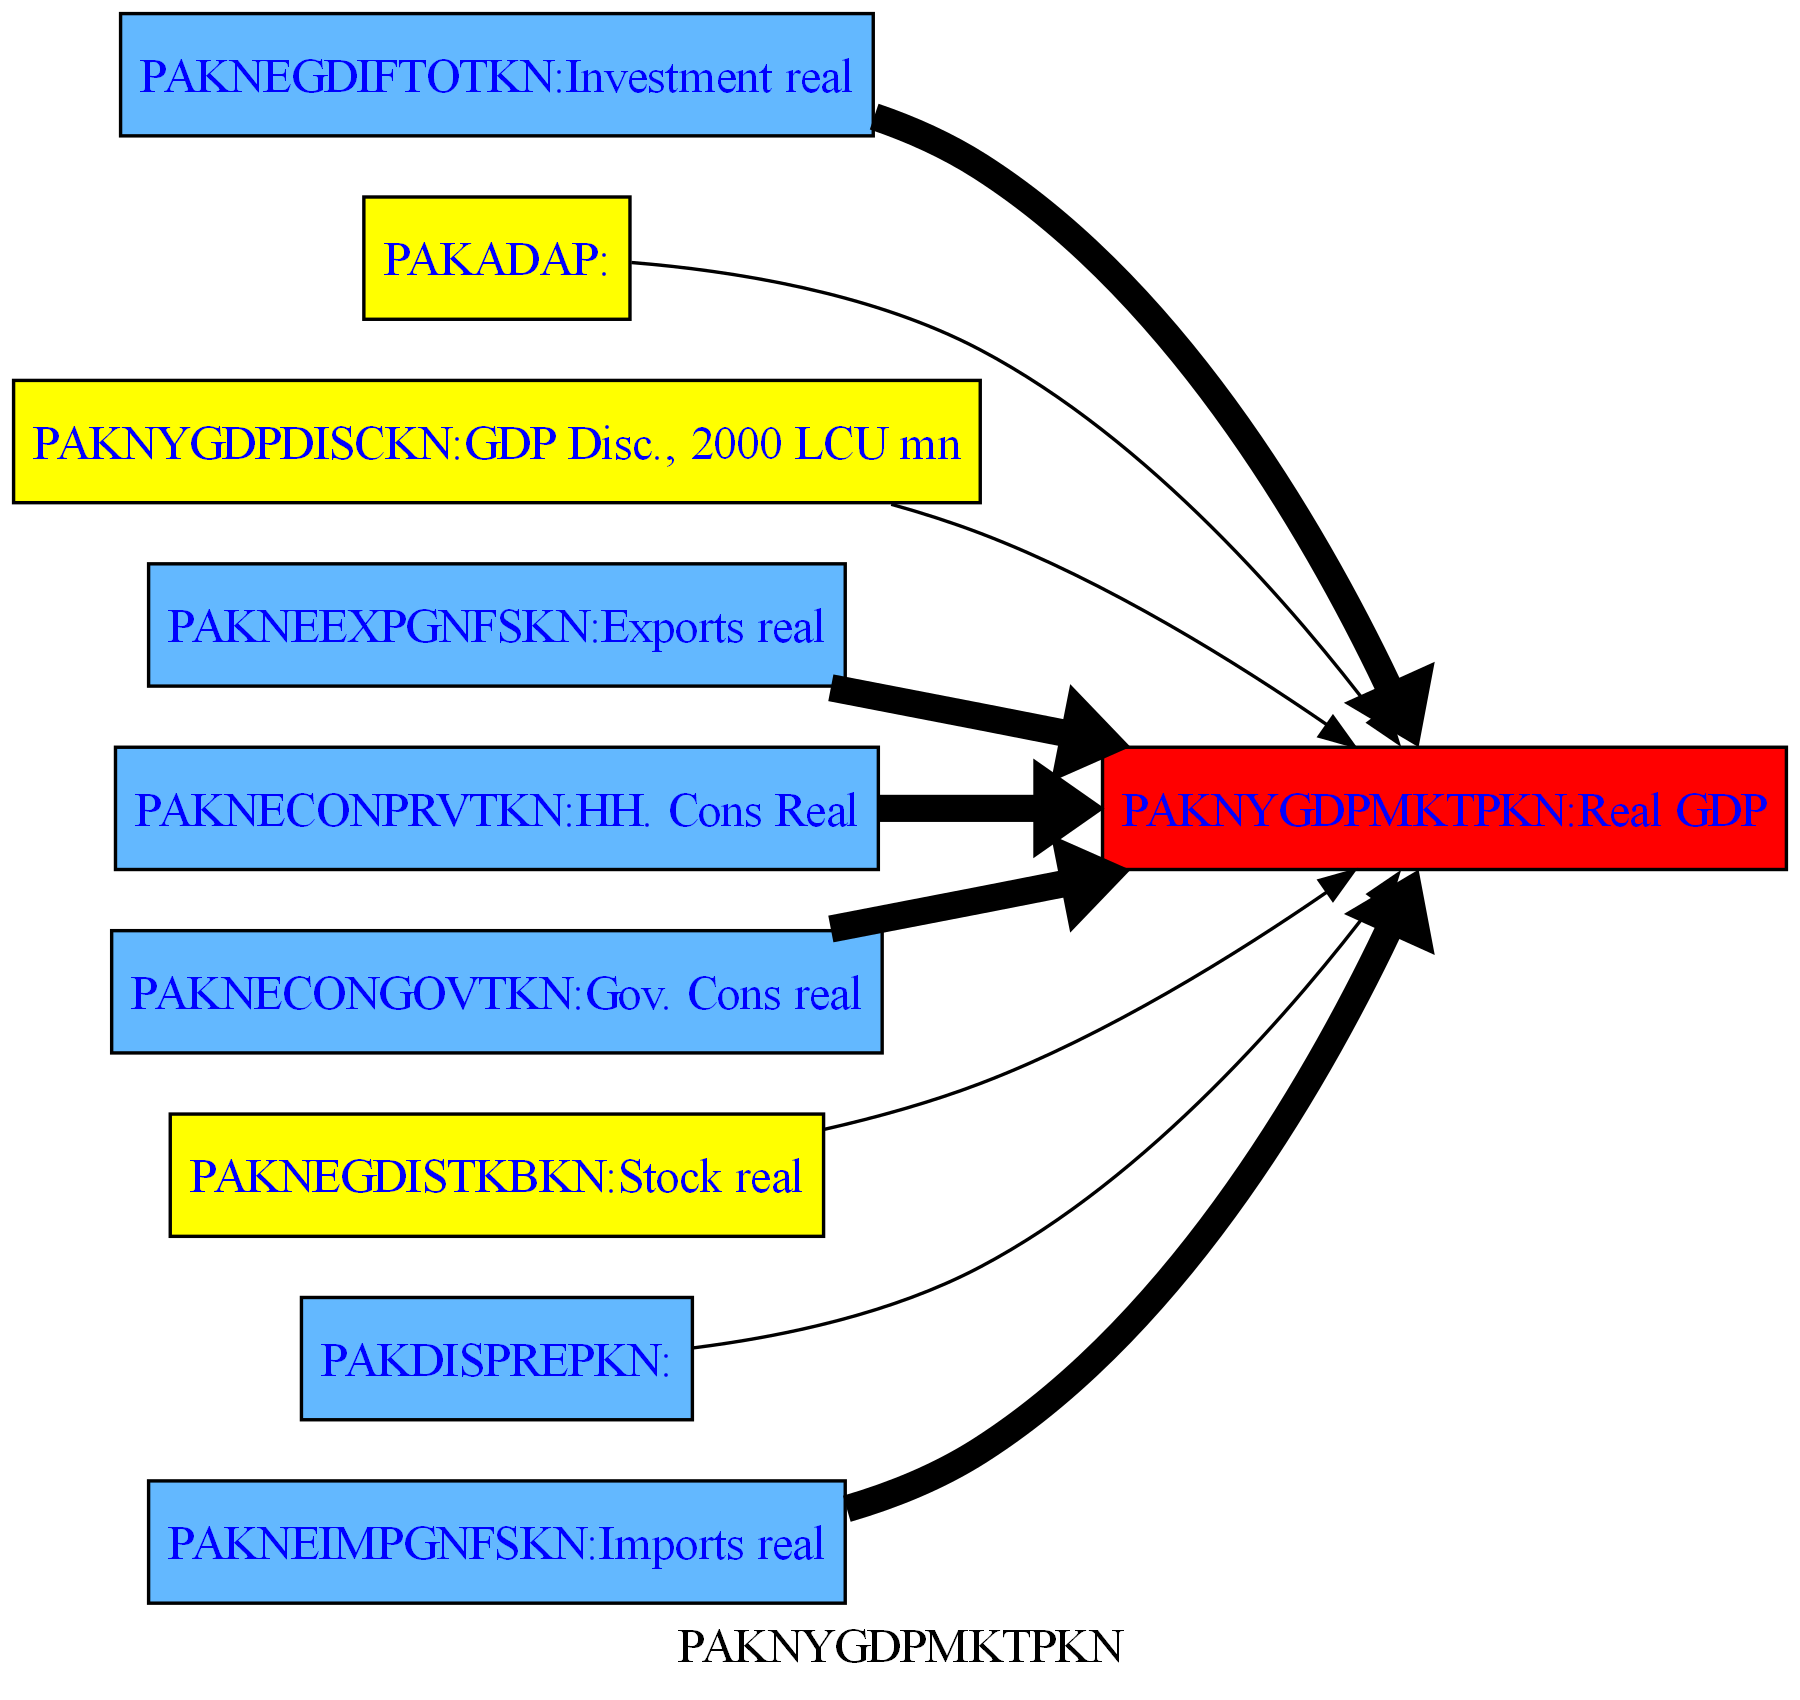 PAKNEGDIFTOTKN:Investment real
PAKADAP:
PAKNYGDPDISCKN:GDP Disc., 2000 LCU mn
PAKNEEXPGNFSKN:Exports real
PAKNECONPRVTKN:HH. Cons Real
PAKNYGDPMKTPKN:Real GDP
PAKNECONGOVTKN:Gov. Cons real
PAKNEGDISTKBKN:Stock real
PAKDISPREPKN:
PAKNEIMPGNFSKN:Imports real
PAKNYGDPMKTPKN